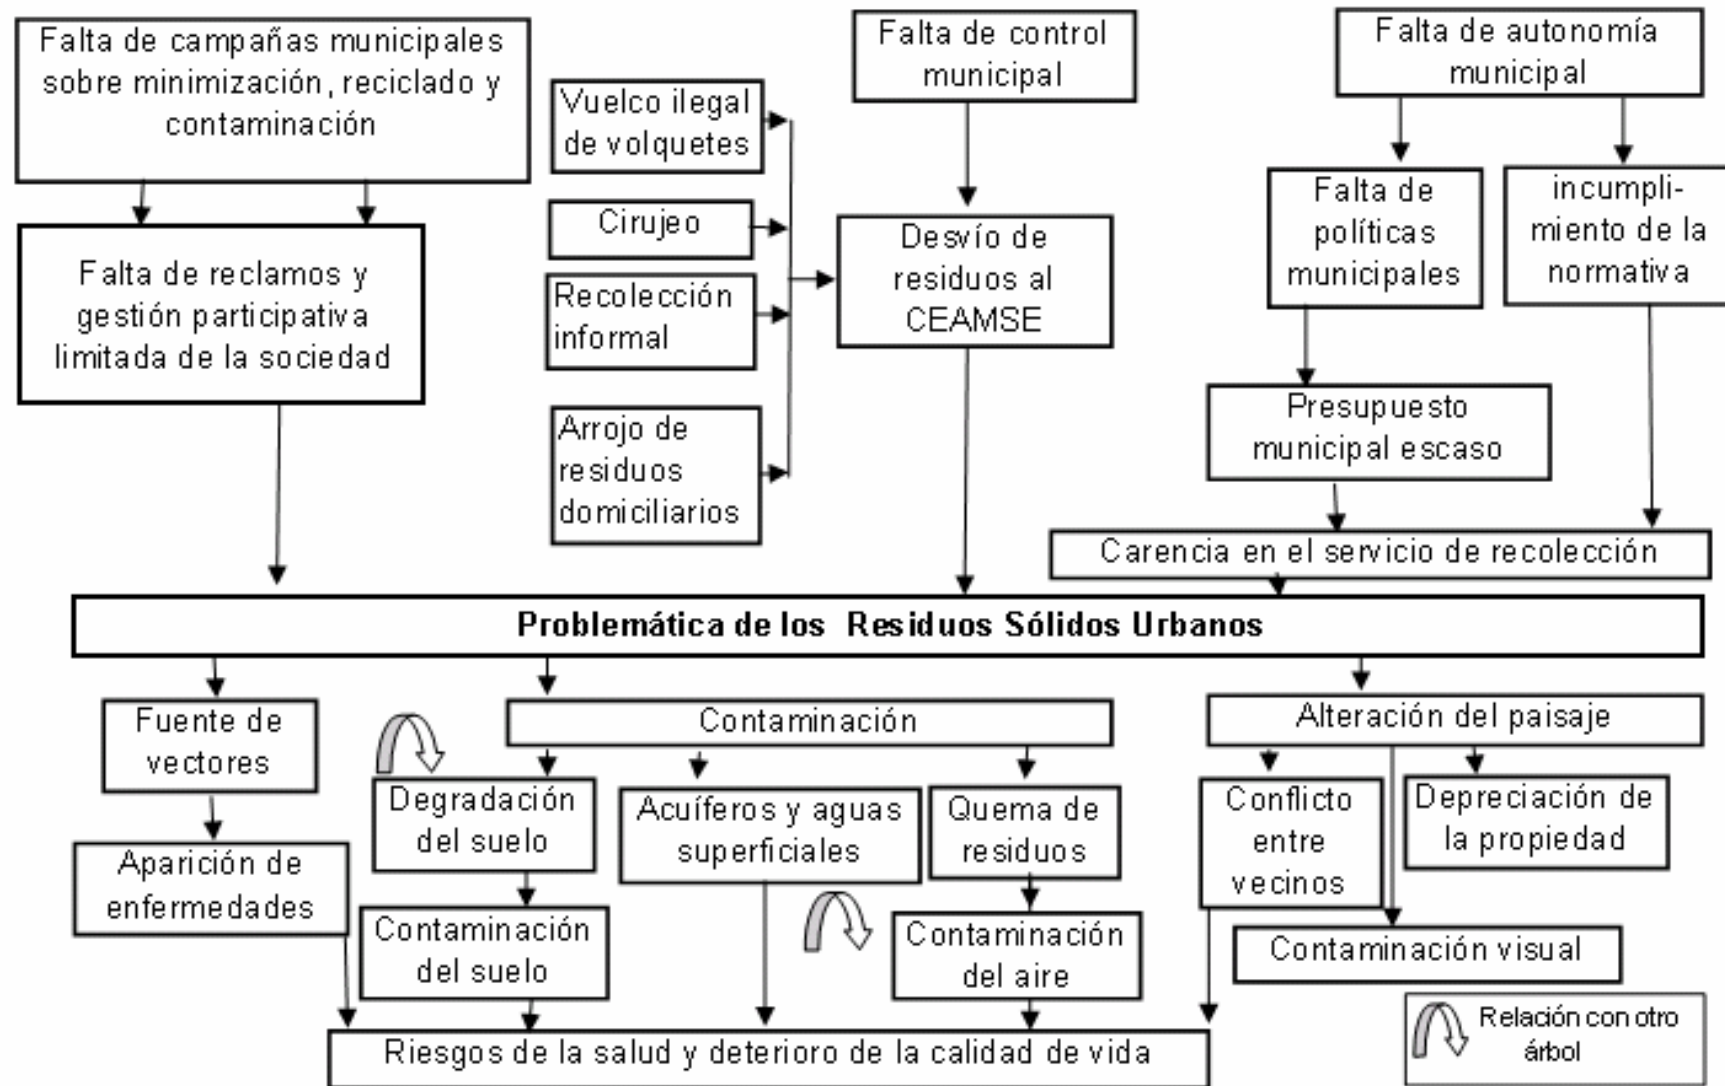 Falta de campañas municipales
sobre minimización, reciclado y
contaminación
Falta de control
municipal
Falta de autonomía
municipal
Vuelco ilegal
de volquetes
Cirujeo
Recolección
informal
Arrojo de
residuos
domiciliarios
Desvío de
residuos al
CEAMSE
Falta de
políticas
municipales
incumpli-
miento de la
normativa
Falta de reclamos y
gestión participativa
limitada de la sociedad
Presupuesto
municipal escaso
Carencia en el servicio de recolección
Problemática de los Residuos Sólidos Urbanos
Fuente de
vectores
Contaminación
Alteración del paisaje
Degradación
del suelo
Acuíferos y aguas
superficiales
Quema de
residuos
Conflicto
entre
vecinos
Depreciación de
la propiedad
Aparición de
enfermedades
Contaminación
del suelo
Contaminación
del aire
Contaminación visual
Riesgos de la salud y deterioro de la calidad de vida
Relación con otro
árbol